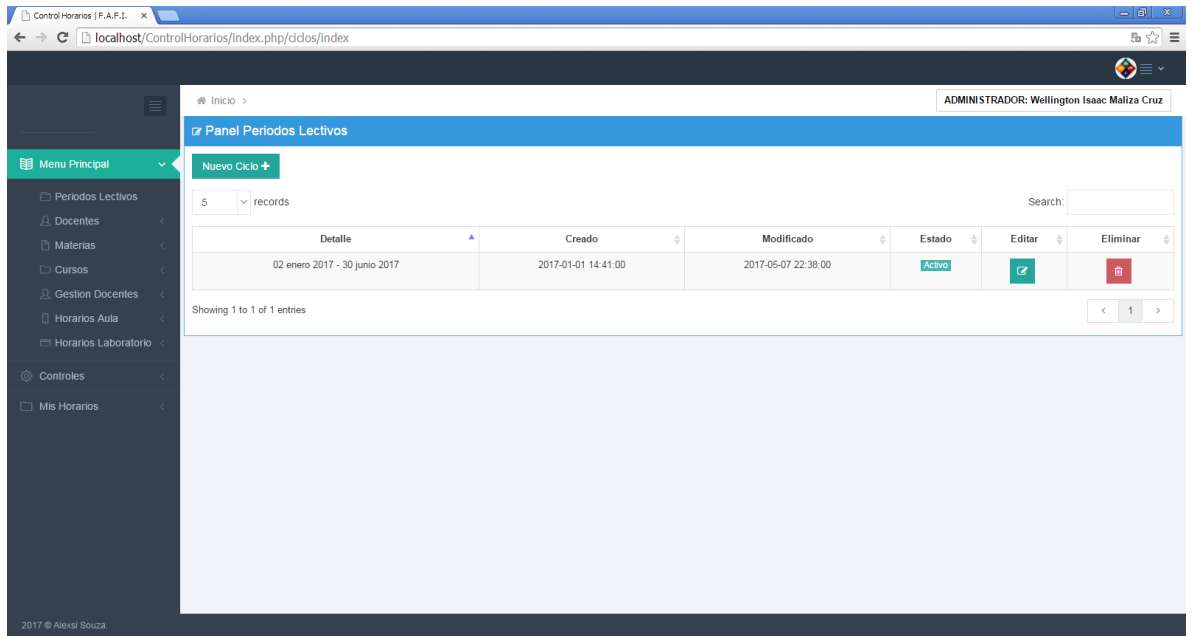 Control Horarios | F.A.F.I.
localhost/ControlHorarios/index.php/ciclos/index
Inicio >
ADMINISTRADOR: Wellington Isaac Maliza Cruz
Panel Periodos Lectivos
Menu Principal
Nuevo Ciclo +
Periodos Lectivos
5 records
Search:
Docentes
Materias
Detalle Creado Modificado Estado Editar Eliminar
Cursos
02 enero 2017 - 30 junio 2017 2017-01-01 14:41:00 2017-05-07 22:38:00 Activo
Gestion Docentes
Horarios Aula
Showing 1 to 1 of 1 entries
< 1 >
Horarios Laboratorio
Controles
Mis Horarios
2017 © Alexsi Souza.